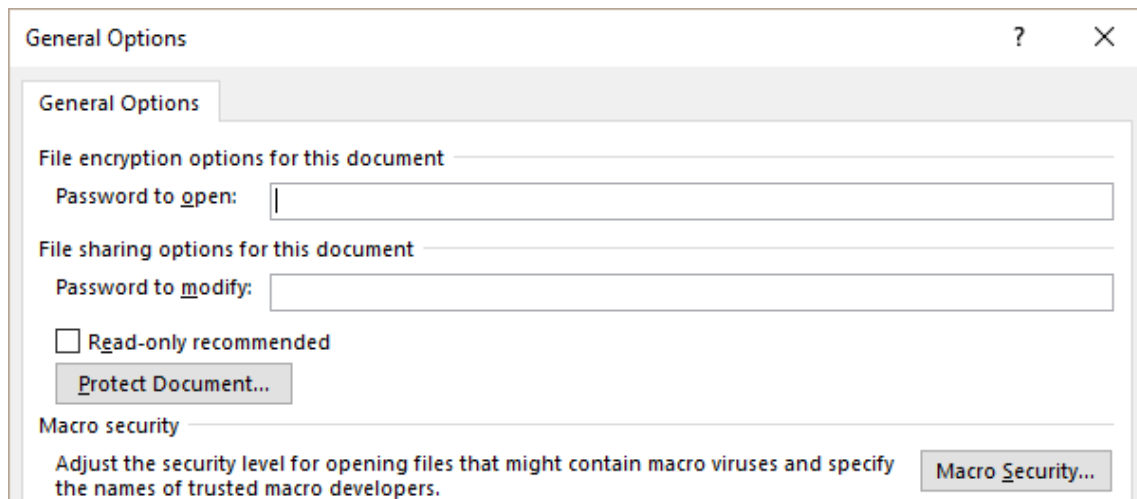 General Options
?
General Options
File encryption options for this document
Password to open:
File sharing options for this document
Password to modify:
Read-only recommended
Protect Document...
Macro security
Adjust the security level for opening files that might contain macro viruses and specify
the names of trusted macro developers.
Macro Security...